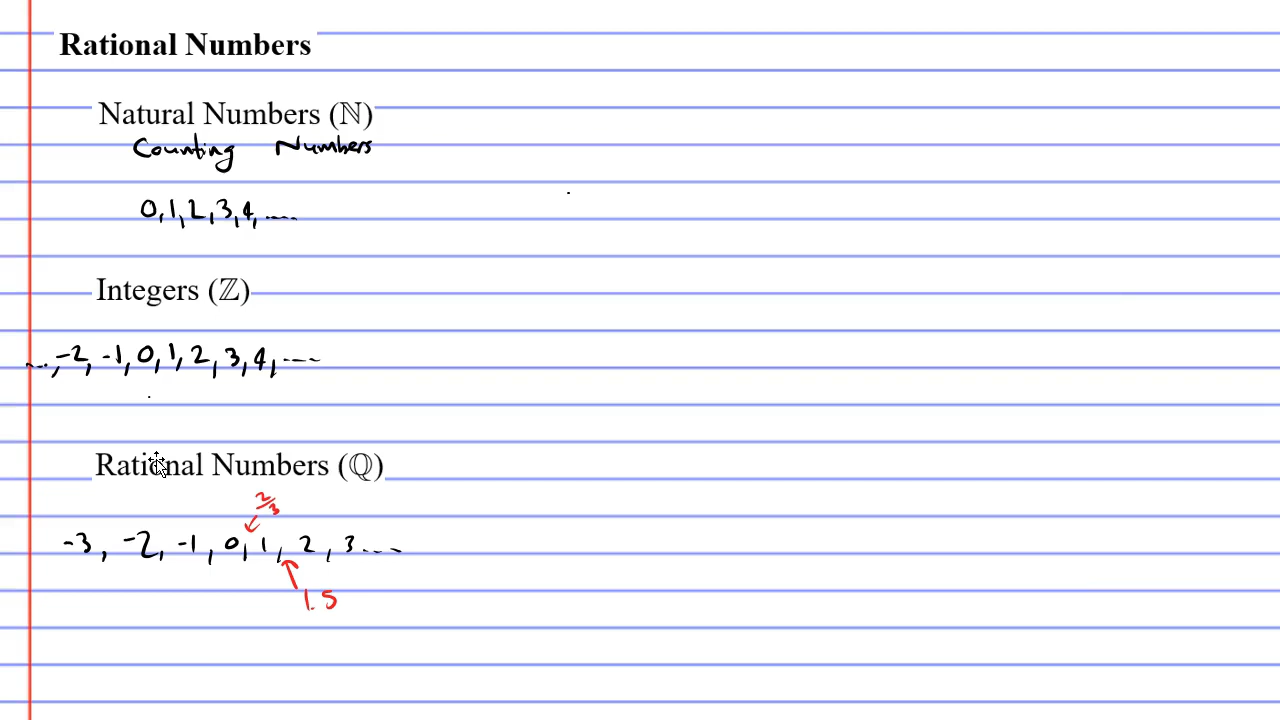 Rational Numbers
Natural Numbers (ℕ)
Counting Numbers
0, 1, 2, 3, 4, ....
Integers (ℤ)
..., -2, -1, 0, 1, 2, 3, 4, ....
Rational Numbers (ℚ)
2/3
-3, -2, -1, 0, 1, 2, 3 ....
1.5